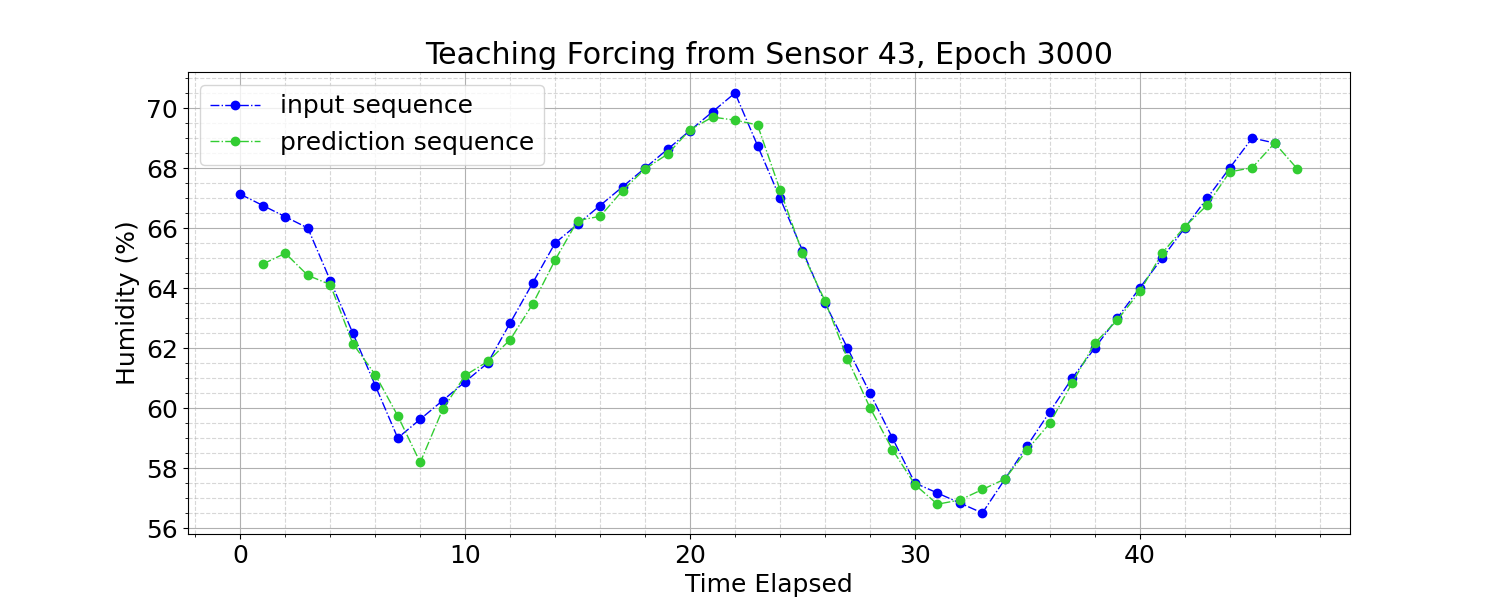 Teaching Forcing from Sensor 43, Epoch 3000
input sequence
prediction sequence
Humidity (%)
70
68
66
64
62
60
58
56
0 10 20 30 40
Time Elapsed